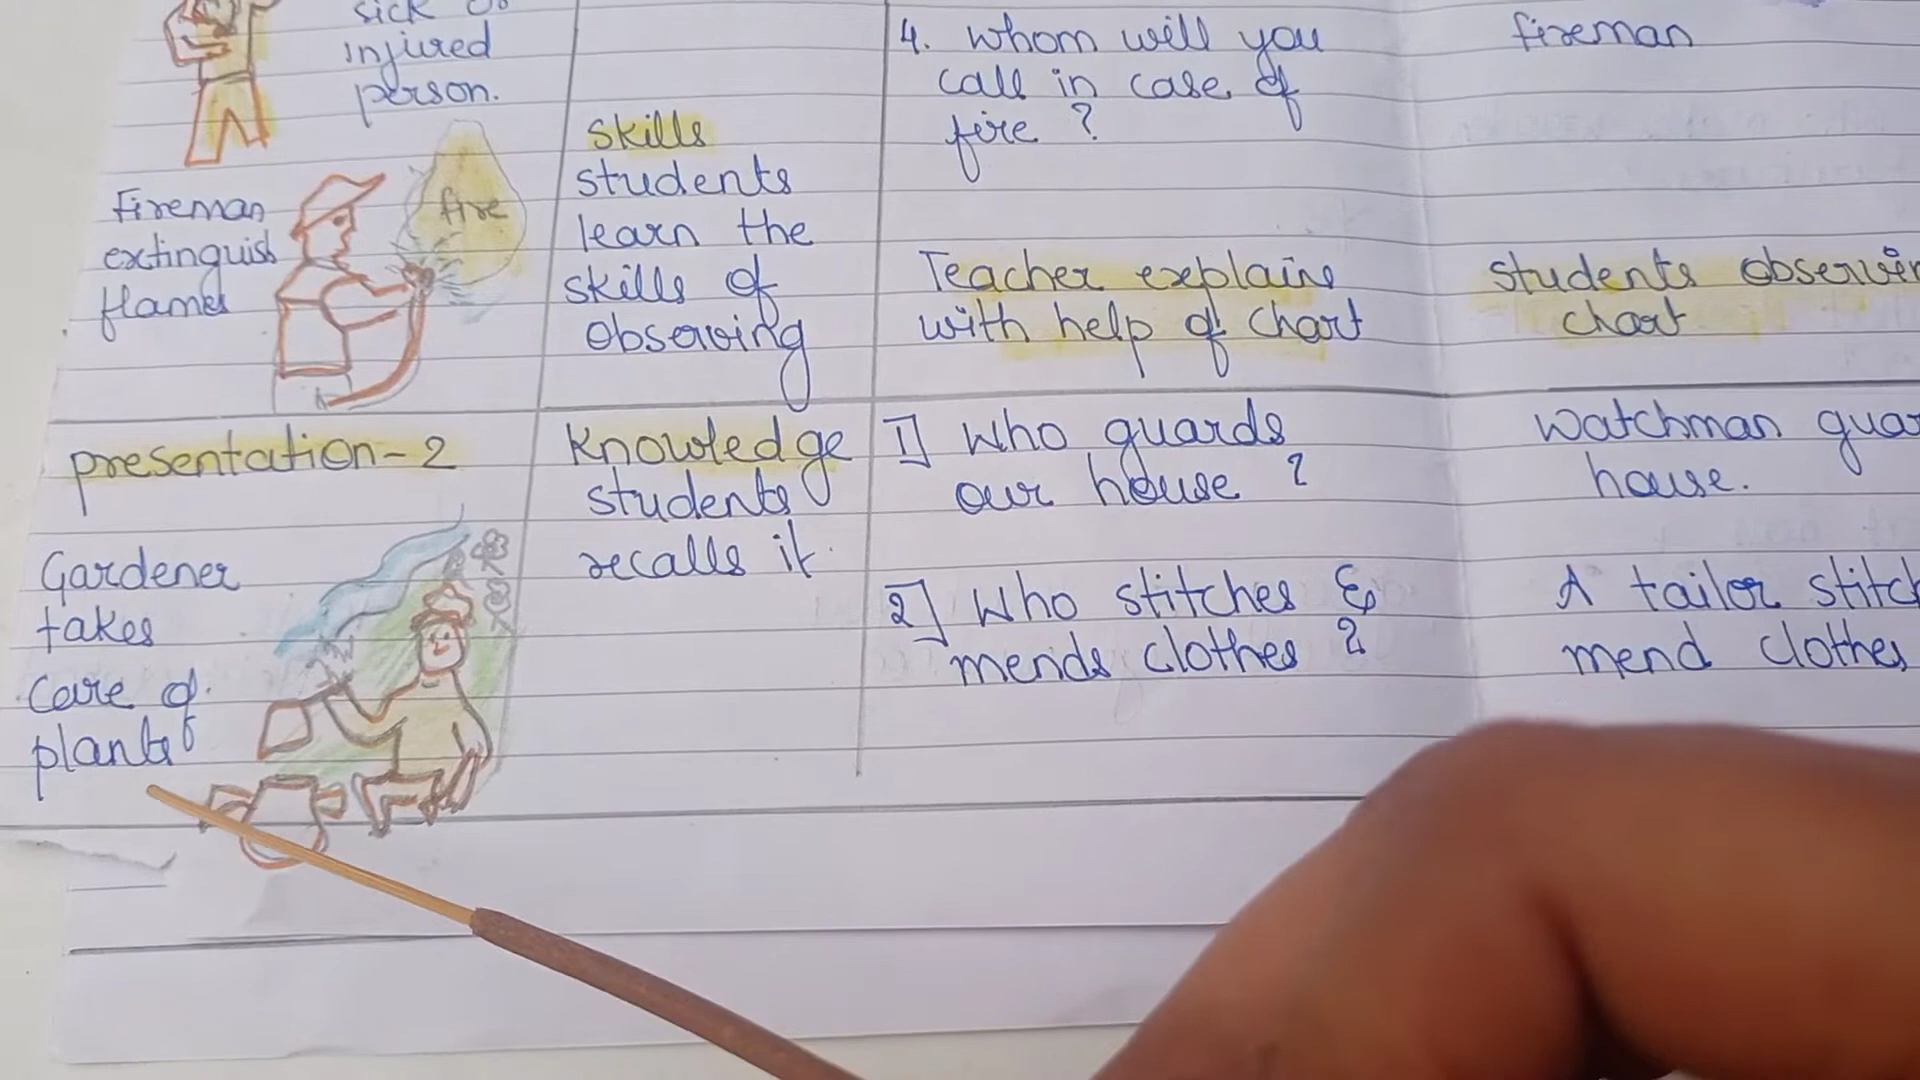 sick or
injured
person.
Fireman
extinguish
flames
fire
presentation-2
Gardener
takes
care of
plants
skills
students
learn the
skills of
observing
Knowledge
students
recalls it.
4. whom will you
call in case of
fire ?
Teacher explains
with help of chart
1] Who guards
our house ?
2] Who stitches &
mends clothes ?
fireman
students
chart
Watchman
house.
A tailor
mend clothes